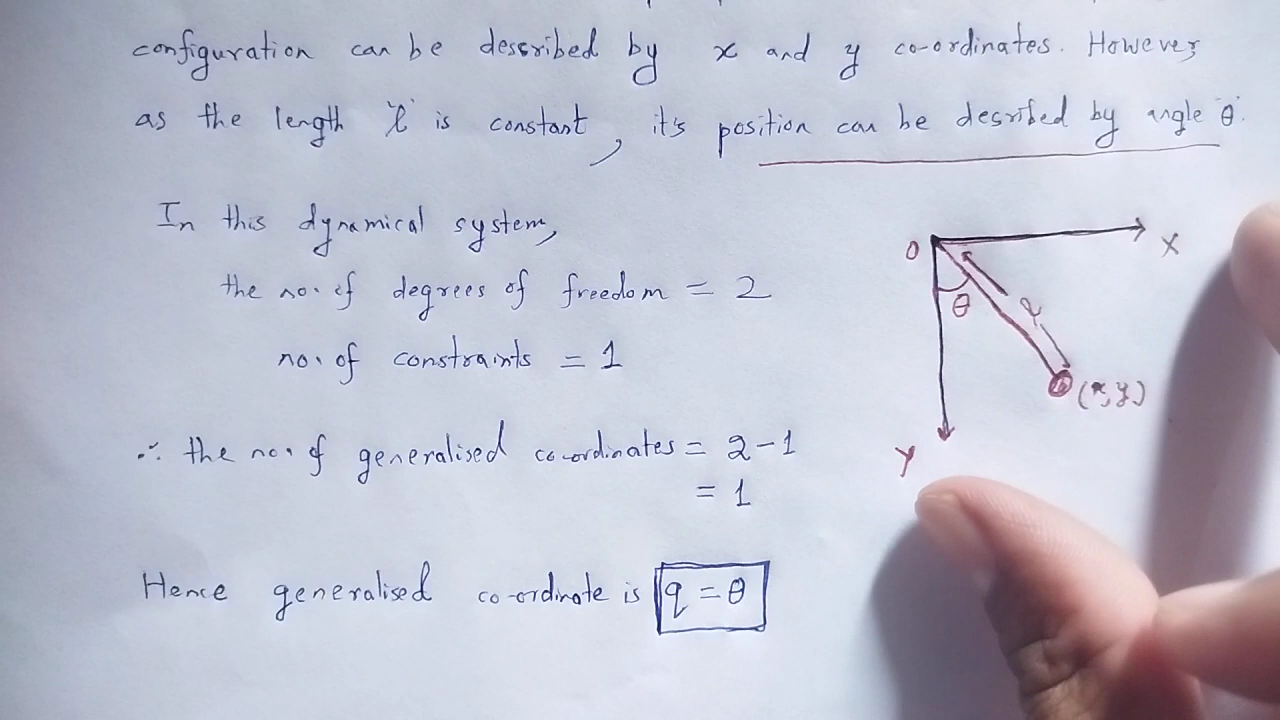 configuration can be described by x and y co-ordinates. However
as the length 'l' is constant, it's position can be described by angle 'θ'.
In this dynamical system,
the no. of degrees of freedom = 2
no. of constraints = 1
∴ the no. of generalised co-ordinates = 2-1
= 1
Hence generalised co-ordinate is q = θ
O
X
θ
l
(x,y)
Y